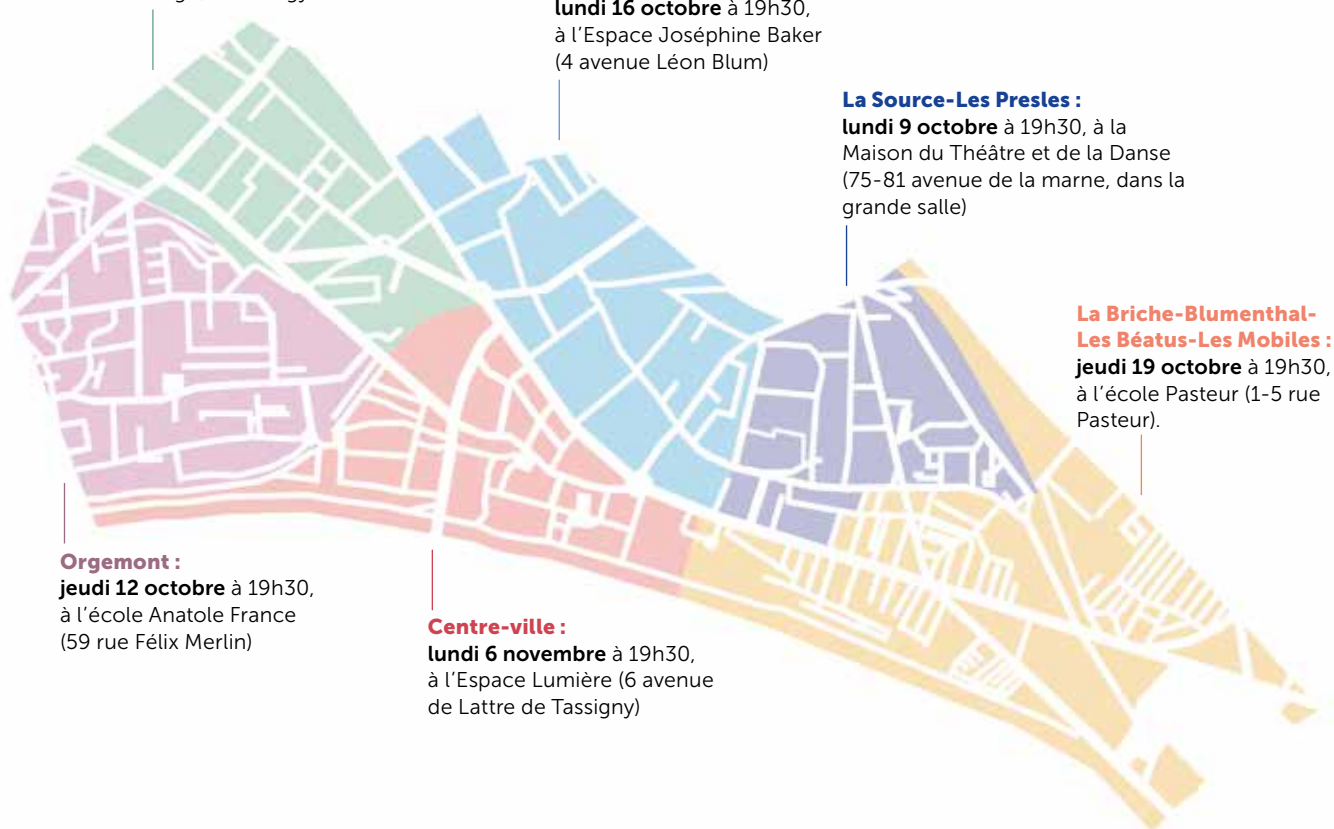 lundi 16 octobre à 19h30,
à l'Espace Joséphine Baker
(4 avenue Léon Blum)
La Source-Les Presles :
lundi 9 octobre à 19h30, à la
Maison du Théâtre et de la Danse
(75-81 avenue de la marne, dans la
grande salle)
La Briche-Blumenthal-
Les Béatus-Les Mobiles :
jeudi 19 octobre à 19h30,
à l'école Pasteur (1-5 rue
Pasteur).
Orgemont :
jeudi 12 octobre à 19h30,
à l'école Anatole France
(59 rue Félix Merlin)
Centre-ville :
lundi 6 novembre à 19h30,
à l'Espace Lumière (6 avenue
de Lattre de Tassigny)